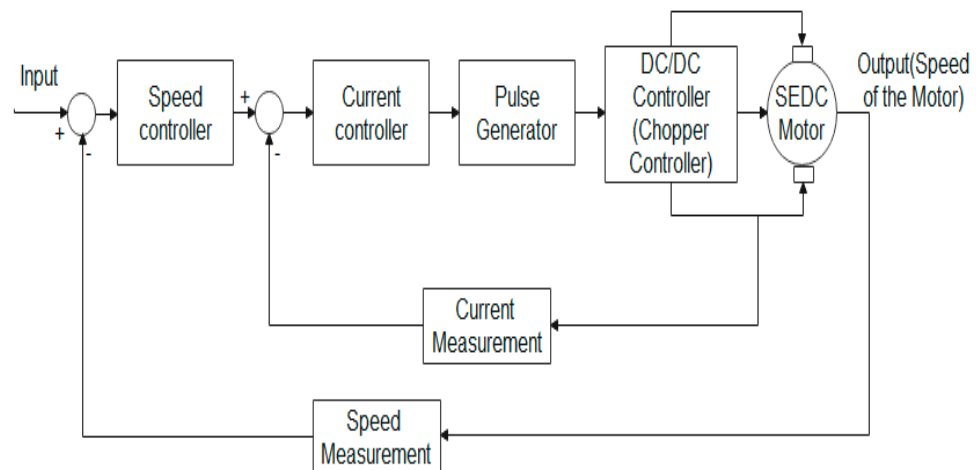 Input
+
-
Speed
controller
+
-
Current
controller
Pulse
Generator
DC/DC
Controller
(Chopper
Controller)
SEDC
Motor
Output(Speed
of the Motor)
Current
Measurement
Speed
Measurement